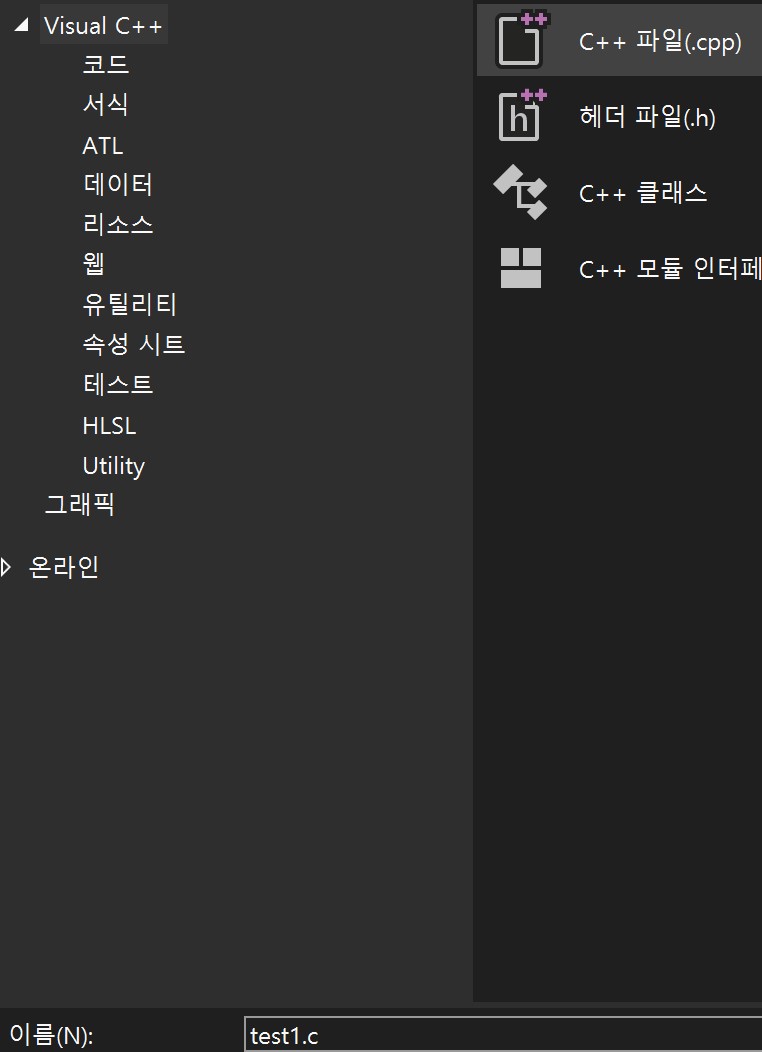 Visual C++
코드
서식
ATL
데이터
리소스
웹
유틸리티
속성 시트
테스트
HLSL
Utility
그래픽
온라인
C++ 파일(.cpp)
헤더 파일(.h)
C++ 클래스
C++ 모듈 인터페
이름(N):
test1.c